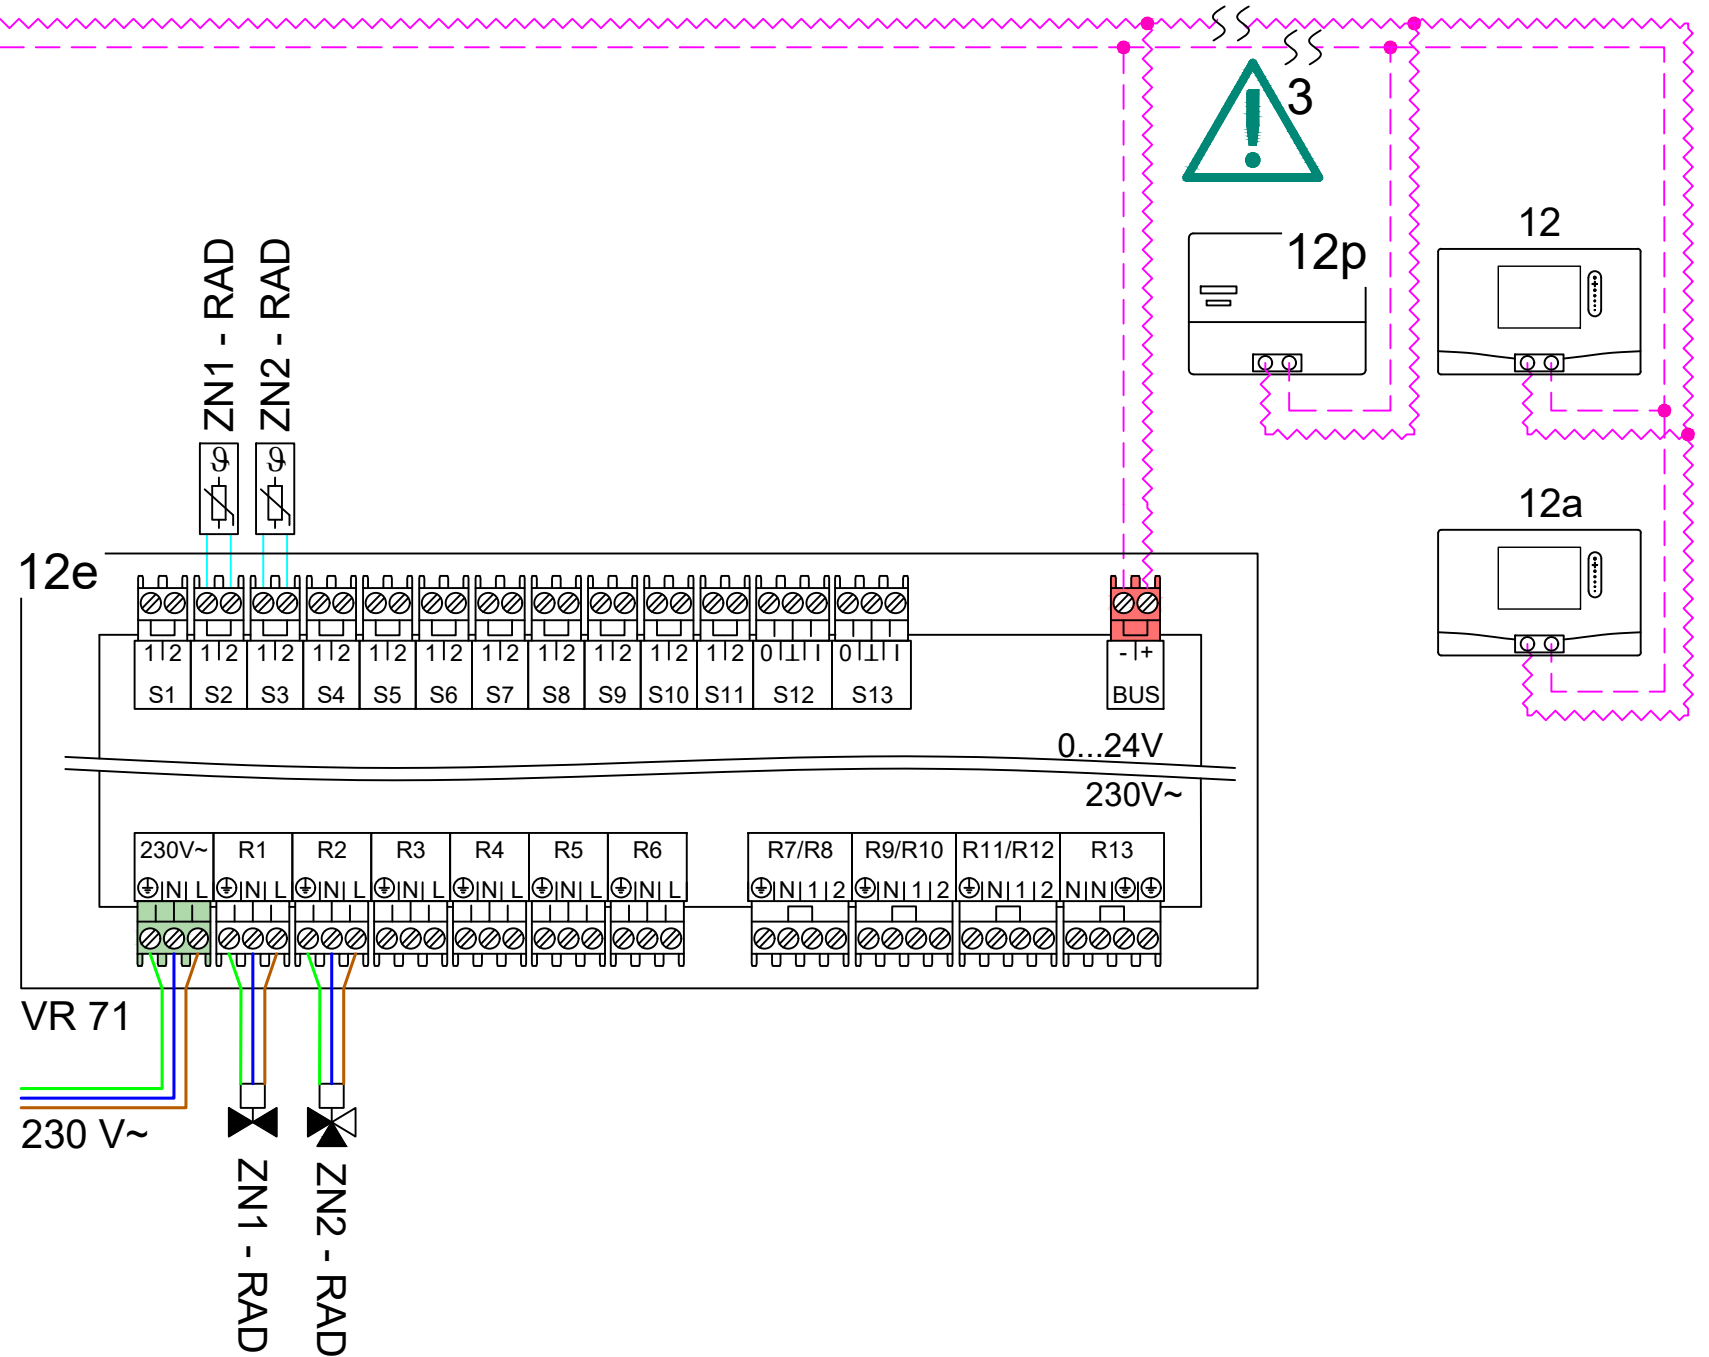 3
12
12p
ZN1 - RAD
ZN2 - RAD
12a
ϑ ϑ
12e
1 2 1 2 1 2 1 2 1 2 1 2 1 2 1 2 1 2 1 2 1 2 0 ⊥ I 0 ⊥ I - +
S1 S2 S3 S4 S5 S6 S7 S8 S9 S10 S11 S12 S13 BUS
0...24V
230V~
230V~ R1 R2 R3 R4 R5 R6 R7/R8 R9/R10 R11/R12 R13
⏚ N L ⏚ N L ⏚ N L ⏚ N L ⏚ N L ⏚ N L ⏚ N L ⏚ N 1 2 ⏚ N 1 2 ⏚ N 1 2 N N ⏚ ⏚
VR 71
230 V~
ZN1 - RAD
ZN2 - RAD